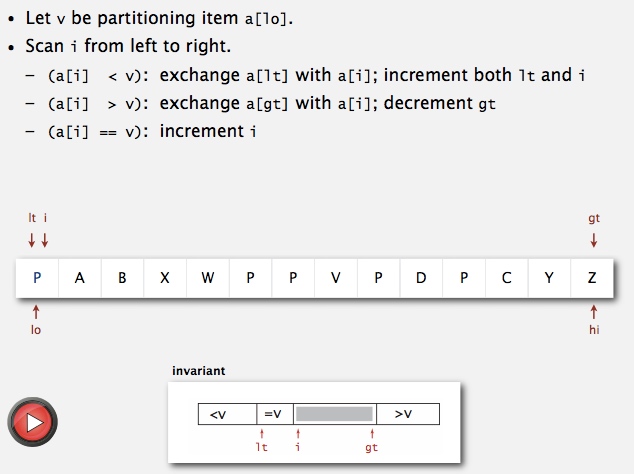 • Let v be partitioning item a[lo].
• Scan i from left to right.
– (a[i] < v): exchange a[lt] with a[i]; increment both lt and i
– (a[i] > v): exchange a[gt] with a[i]; decrement gt
– (a[i] == v): increment i
lt i gt
P A B X W P P V P D P C Y Z
lo hi
invariant
<V =V >V
lt i gt